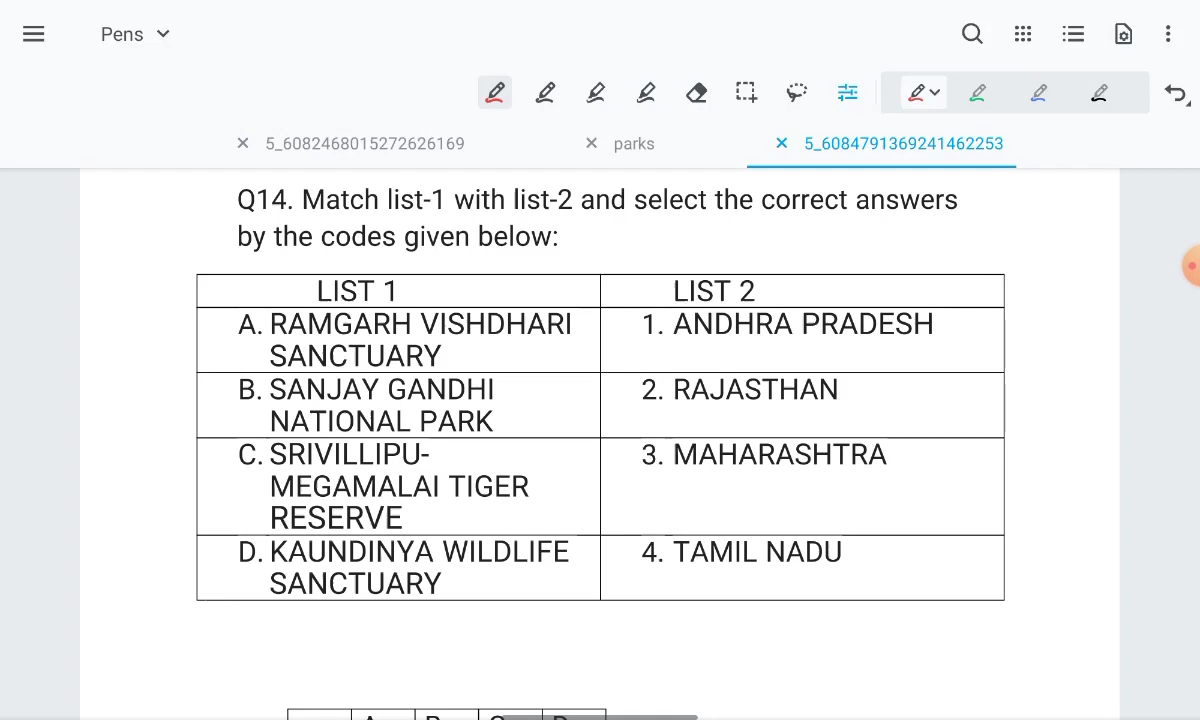 Pens
5_6082468015272626169
parks
5_6084791369241462253
Q14. Match list-1 with list-2 and select the correct answers
by the codes given below:
LIST 1 LIST 2
A. RAMGARH VISHDHARI 1. ANDHRA PRADESH
SANCTUARY
B. SANJAY GANDHI 2. RAJASTHAN
NATIONAL PARK
C. SRIVILLIPU- 3. MAHARASHTRA
MEGAMALAI TIGER
RESERVE
D. KAUNDINYA WILDLIFE 4. TAMIL NADU
SANCTUARY
A B C D